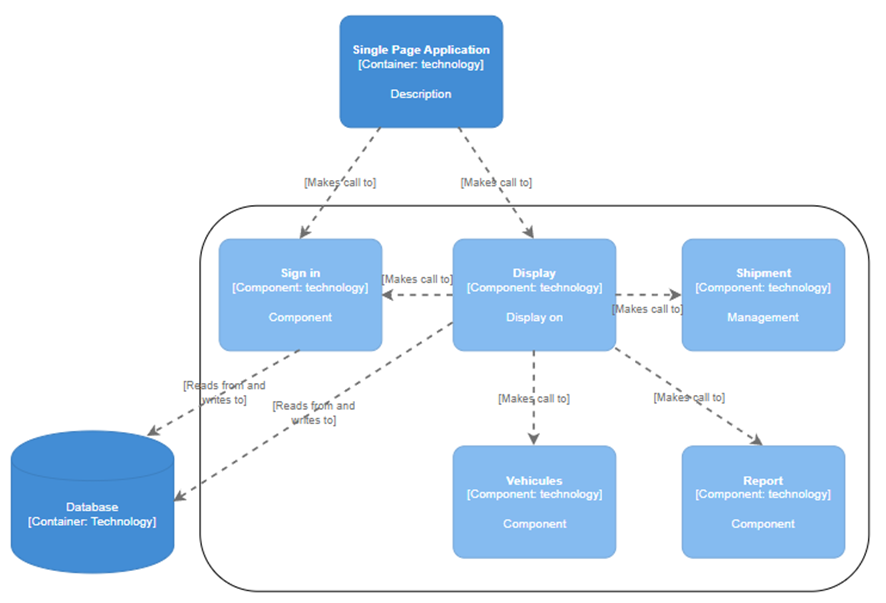 Single Page Application
[Container: technology]
Description
[Makes call to]
[Makes call to]
Sign in
[Component: technology]
Component
[Makes call to]
Display
[Component: technology]
Display on
[Makes call to]
Shipment
[Component: technology]
Management
[Reads from and
writes to]
[Reads from and
writes to]
[Makes call to]
[Makes call to]
Database
[Container: Technology]
Vehicules
[Component: technology]
Component
Report
[Component: technology]
Component